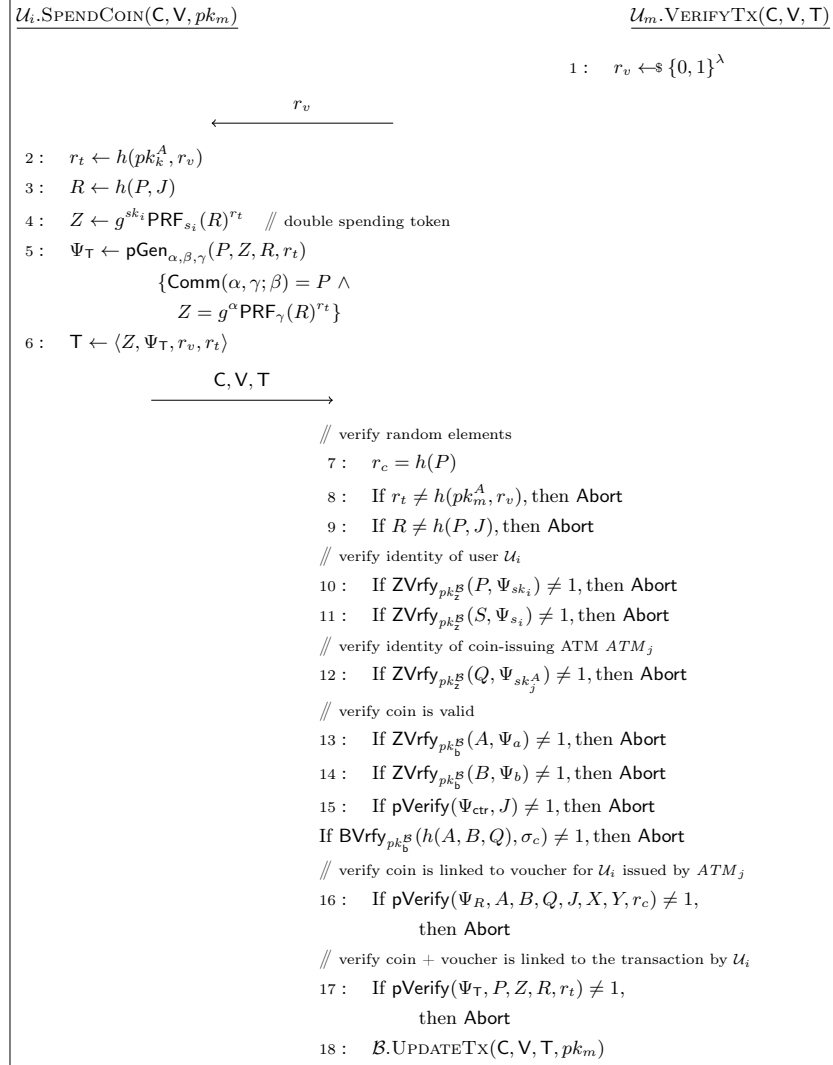 𝒰ᵢ.SPENDCOIN(C, V, pkₘ)
𝒰ₘ.VERIFYTX(C, V, T)
1 : r_v ←$ {0, 1}^λ
r_v
2 : r_t ← h(pk_k^A, r_v)
3 : R ← h(P, J)
4 : Z ← g^{sk_i} PRF_{s_i}(R)^{r_t} // double spending token
5 : Ψ_T ← pGen_{α,β,γ}(P, Z, R, r_t)
{Comm(α, γ; β) = P ∧
Z = g^α PRF_γ(R)^{r_t}}
6 : T ← ⟨Z, Ψ_T, r_v, r_t⟩
C, V, T
// verify random elements
7 : r_c = h(P)
8 : If r_t ≠ h(pk_m^A, r_v), then Abort
9 : If R ≠ h(P, J), then Abort
// verify identity of user 𝒰ᵢ
10 : If ZVrfy_{pk_z^ℬ}(P, Ψ_{sk_i}) ≠ 1, then Abort
11 : If ZVrfy_{pk_z^ℬ}(S, Ψ_{s_i}) ≠ 1, then Abort
// verify identity of coin-issuing ATM ATM_j
12 : If ZVrfy_{pk_z^ℬ}(Q, Ψ_{sk_j^A}) ≠ 1, then Abort
// verify coin is valid
13 : If ZVrfy_{pk_b^ℬ}(A, Ψ_a) ≠ 1, then Abort
14 : If ZVrfy_{pk_b^ℬ}(B, Ψ_b) ≠ 1, then Abort
15 : If pVerify(Ψ_ctr, J) ≠ 1, then Abort
If BVrfy_{pk_b^ℬ}(h(A, B, Q), σ_c) ≠ 1, then Abort
// verify coin is linked to voucher for 𝒰ᵢ issued by ATM_j
16 : If pVerify(Ψ_R, A, B, Q, J, X, Y, r_c) ≠ 1,
then Abort
// verify coin + voucher is linked to the transaction by 𝒰ᵢ
17 : If pVerify(Ψ_T, P, Z, R, r_t) ≠ 1,
then Abort
18 : ℬ.UPDATETX(C, V, T, pkₘ)